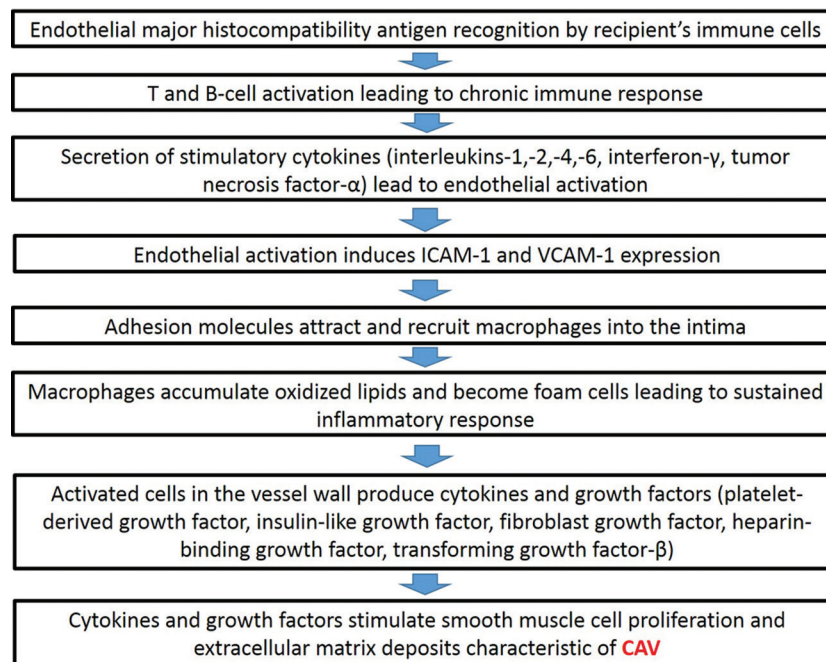 Endothelial major histocompatibility antigen recognition by recipient’s immune cells
T and B-cell activation leading to chronic immune response
Secretion of stimulatory cytokines (interleukins-1,-2,-4,-6, interferon-γ, tumor
necrosis factor-α) lead to endothelial activation
Endothelial activation induces ICAM-1 and VCAM-1 expression
Adhesion molecules attract and recruit macrophages into the intima
Macrophages accumulate oxidized lipids and become foam cells leading to sustained
inflammatory response
Activated cells in the vessel wall produce cytokines and growth factors (platelet-
derived growth factor, insulin-like growth factor, fibroblast growth factor, heparin-
binding growth factor, transforming growth factor-β)
Cytokines and growth factors stimulate smooth muscle cell proliferation and
extracellular matrix deposits characteristic of CAV